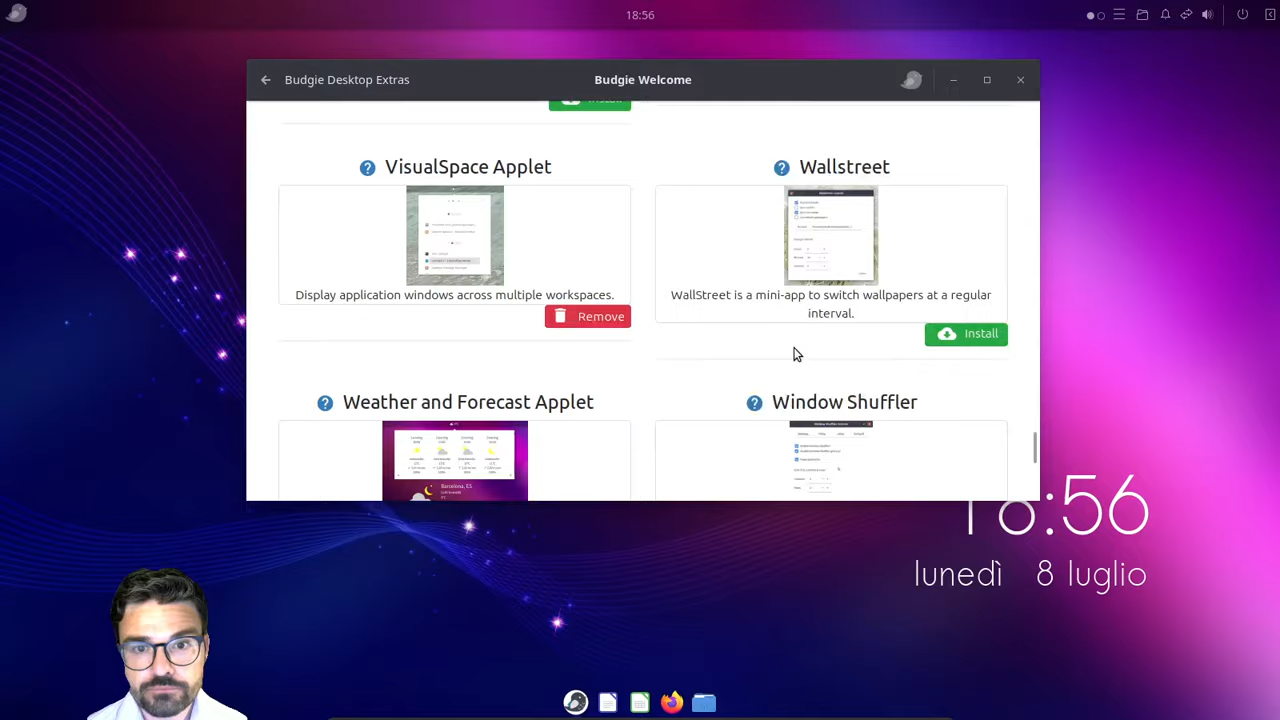 18:56
Budgie Desktop Extras
Budgie Welcome
VisualSpace Applet
Wallstreet
Display application windows across multiple workspaces.
WallStreet is a mini-app to switch wallpapers at a regular
interval.
Remove
Install
Weather and Forecast Applet
Window Shuffler
Barcelona, ES
18:56
lunedì 8 luglio